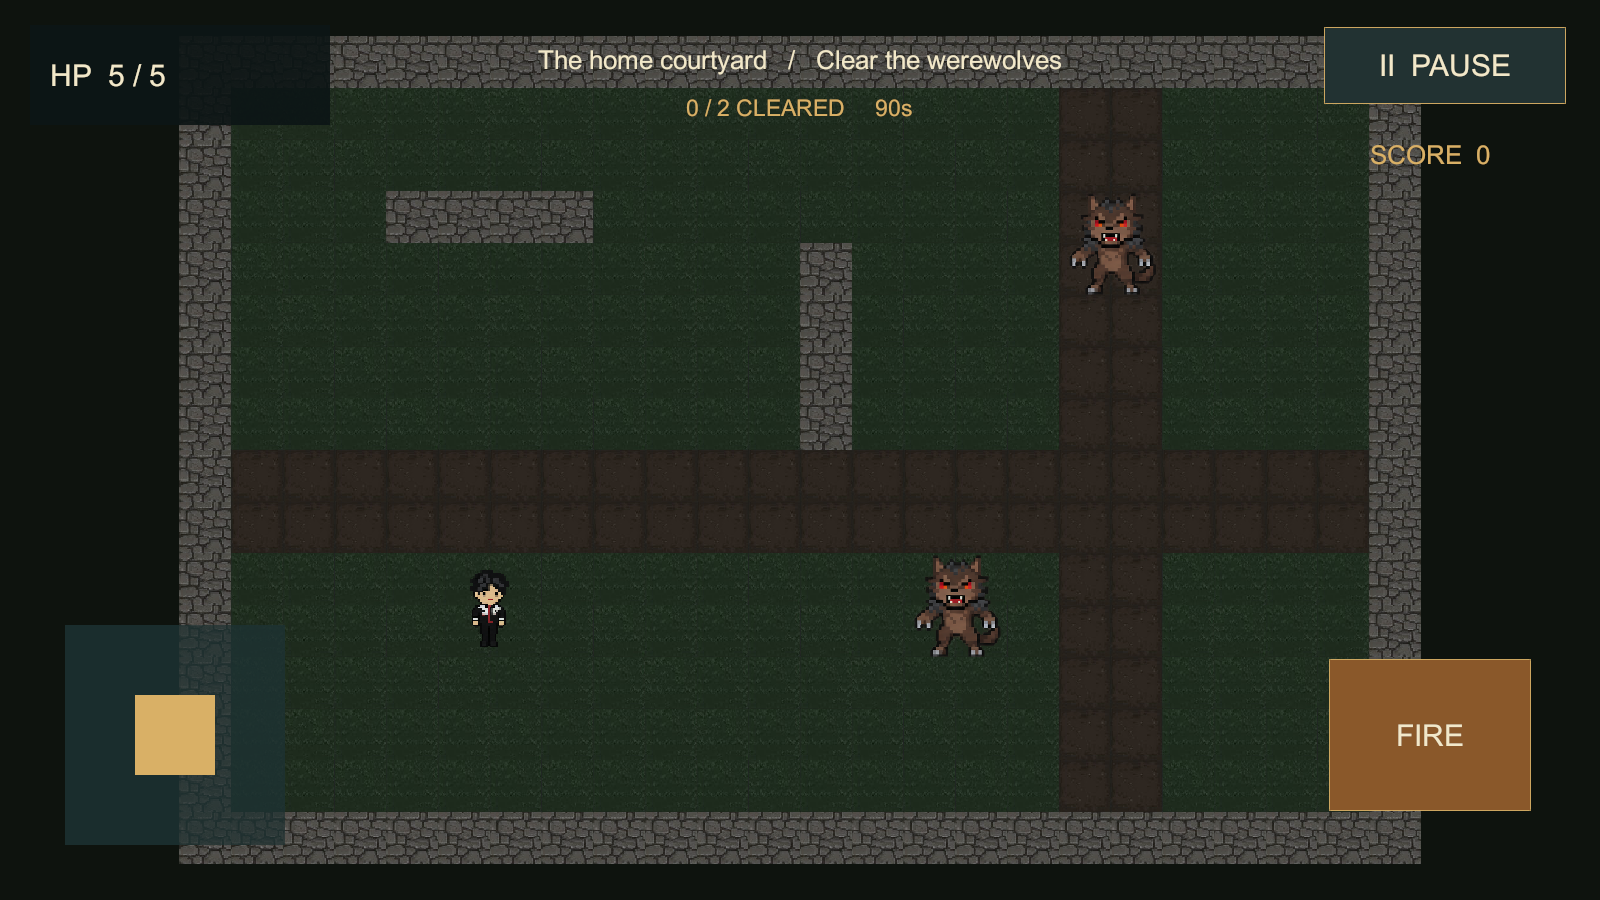 HP 5 / 5
The home courtyard / Clear the werewolves
0 / 2 CLEARED 90s
II PAUSE
SCORE 0
FIRE